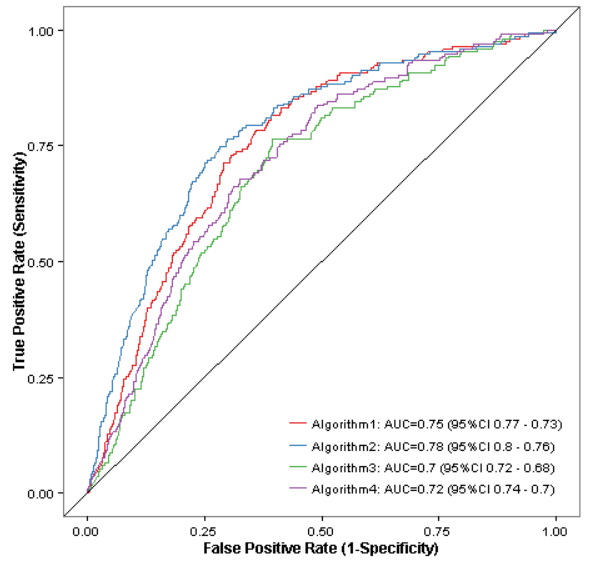 True Positive Rate (Sensitivity)
1.00
0.75
0.50
0.25
0.00
Algorithm1: AUC=0.75 (95%CI 0.77 - 0.73)
Algorithm2: AUC=0.78 (95%CI 0.8 - 0.76)
Algorithm3: AUC=0.7 (95%CI 0.72 - 0.68)
Algorithm4: AUC=0.72 (95%CI 0.74 - 0.7)
0.00 0.25 0.50 0.75 1.00
False Positive Rate (1-Specificity)